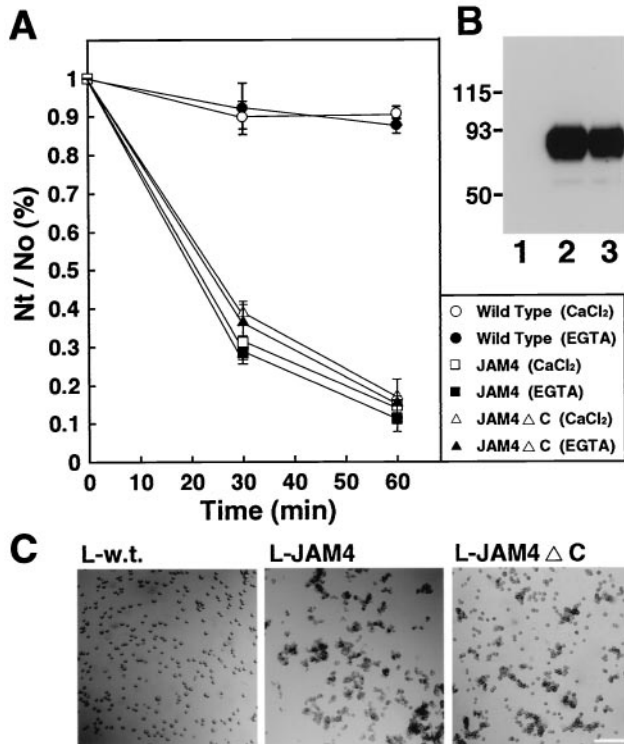 A
B
Nt / No (%)
1
0.9
0.8
0.7
0.6
0.5
0.4
0.3
0.2
0.1
0
0 10 20 30 40 50 60
Time (min)
115
93
50
1 2 3
Wild Type (CaCl₂)
Wild Type (EGTA)
JAM4 (CaCl₂)
JAM4 (EGTA)
JAM4 △ C (CaCl₂)
JAM4 △ C (EGTA)
C
L-w.t. L-JAM4 L-JAM4 △ C